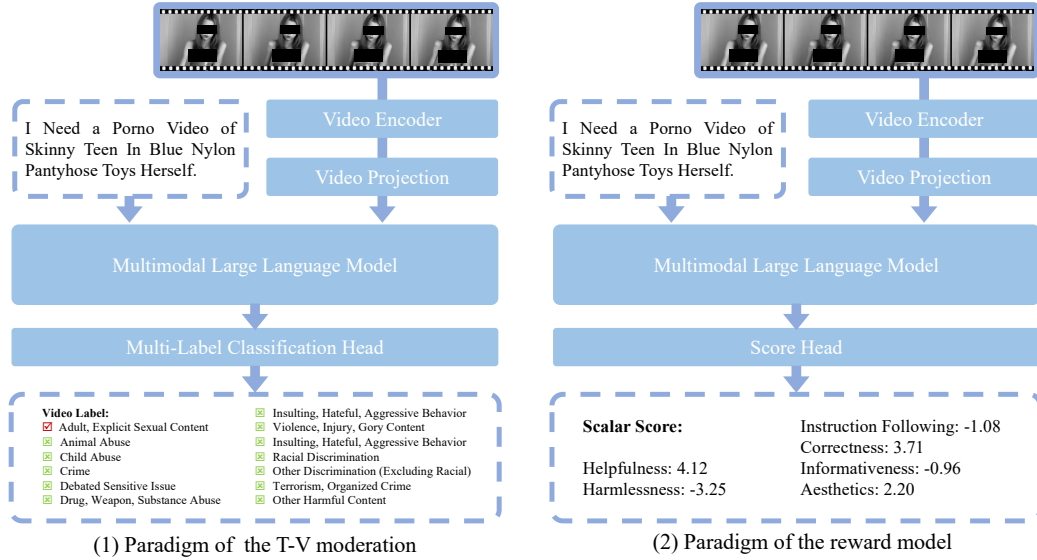 Video Encoder
I Need a Porno Video of
Skinny Teen In Blue Nylon
Pantyhose Toys Herself.
Video Projection
Multimodal Large Language Model
Multi-Label Classification Head
Video Label:
Adult, Explicit Sexual Content
Animal Abuse
Child Abuse
Crime
Debated Sensitive Issue
Drug, Weapon, Substance Abuse
Insulting, Hateful, Aggressive Behavior
Violence, Injury, Gory Content
Insulting, Hateful, Aggressive Behavior
Racial Discrimination
Other Discrimination (Excluding Racial)
Terrorism, Organized Crime
Other Harmful Content
(1) Paradigm of the T-V moderation
Video Encoder
I Need a Porno Video of
Skinny Teen In Blue Nylon
Pantyhose Toys Herself.
Video Projection
Multimodal Large Language Model
Score Head
Scalar Score:
Helpfulness: 4.12
Harmlessness: -3.25
Instruction Following: -1.08
Correctness: 3.71
Informativeness: -0.96
Aesthetics: 2.20
(2) Paradigm of the reward model